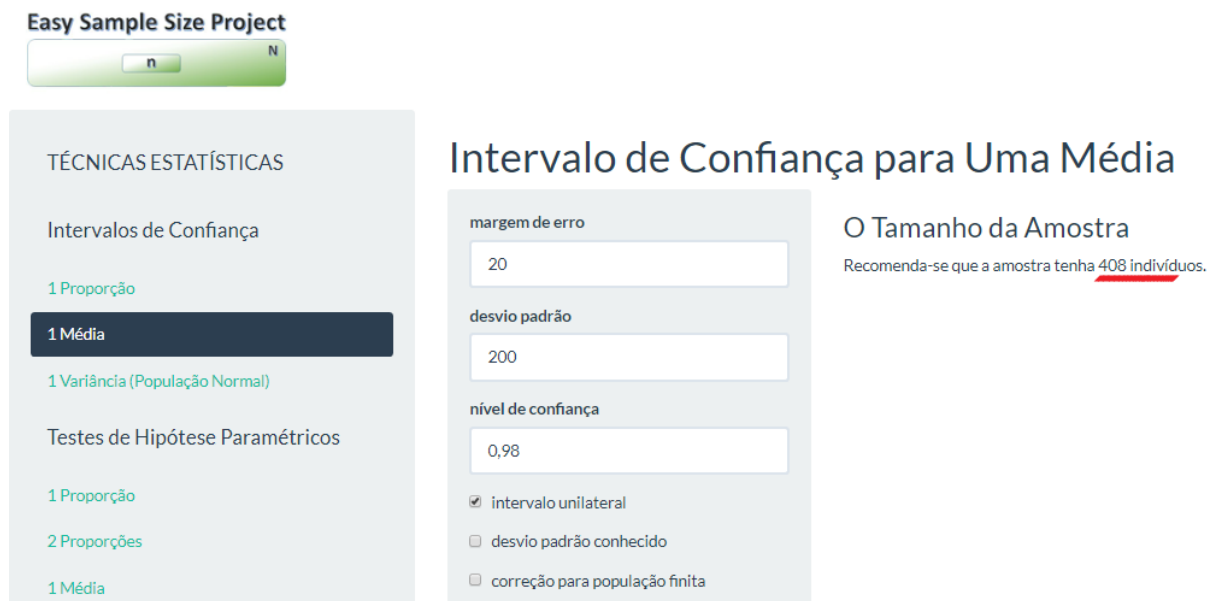 Easy Sample Size Project
n
N
TÉCNICAS ESTATÍSTICAS
Intervalos de Confiança
1 Proporção
1 Média
1 Variância (População Normal)
Testes de Hipótese Paramétricos
1 Proporção
2 Proporções
1 Média
Intervalo de Confiança para Uma Média
margem de erro
20
desvio padrão
200
nível de confiança
0,98
intervalo unilateral
desvio padrão conhecido
correção para população finita
O Tamanho da Amostra
Recomenda-se que a amostra tenha 408 indivíduos.